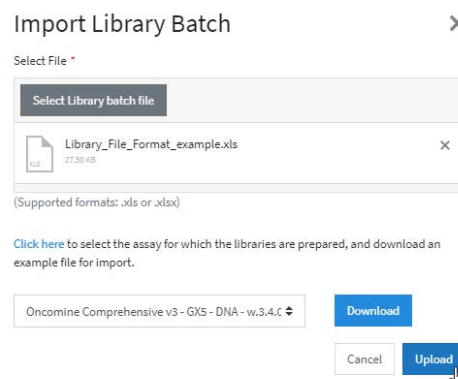 Import Library Batch
Select File *
Select Library batch file
Library_File_Format_example.xls
27.50 KB
XLS
(Supported formats: .xls or .xlsx)
Click here to select the assay for which the libraries are prepared, and download an
example file for import.
Oncomine Comprehensive v3 - GX5 - DNA - w.3.4.0
Download
Cancel
Upload